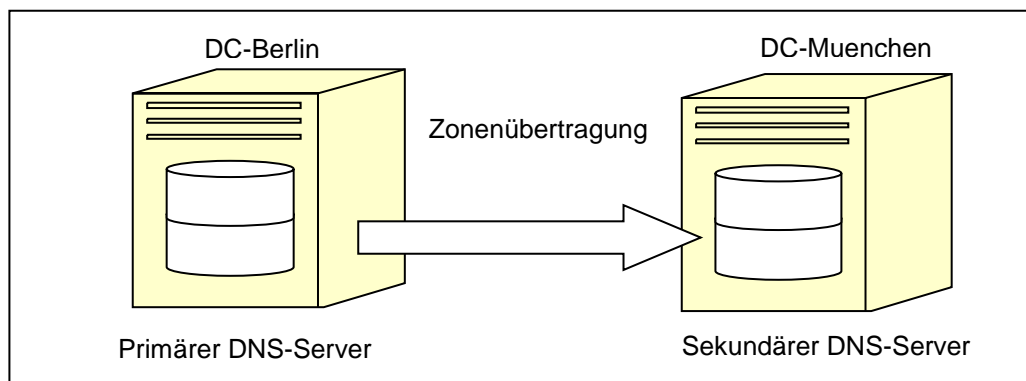 DC-Berlin
DC-Muenchen
Zonenübertragung
Primärer DNS-Server
Sekundärer DNS-Server